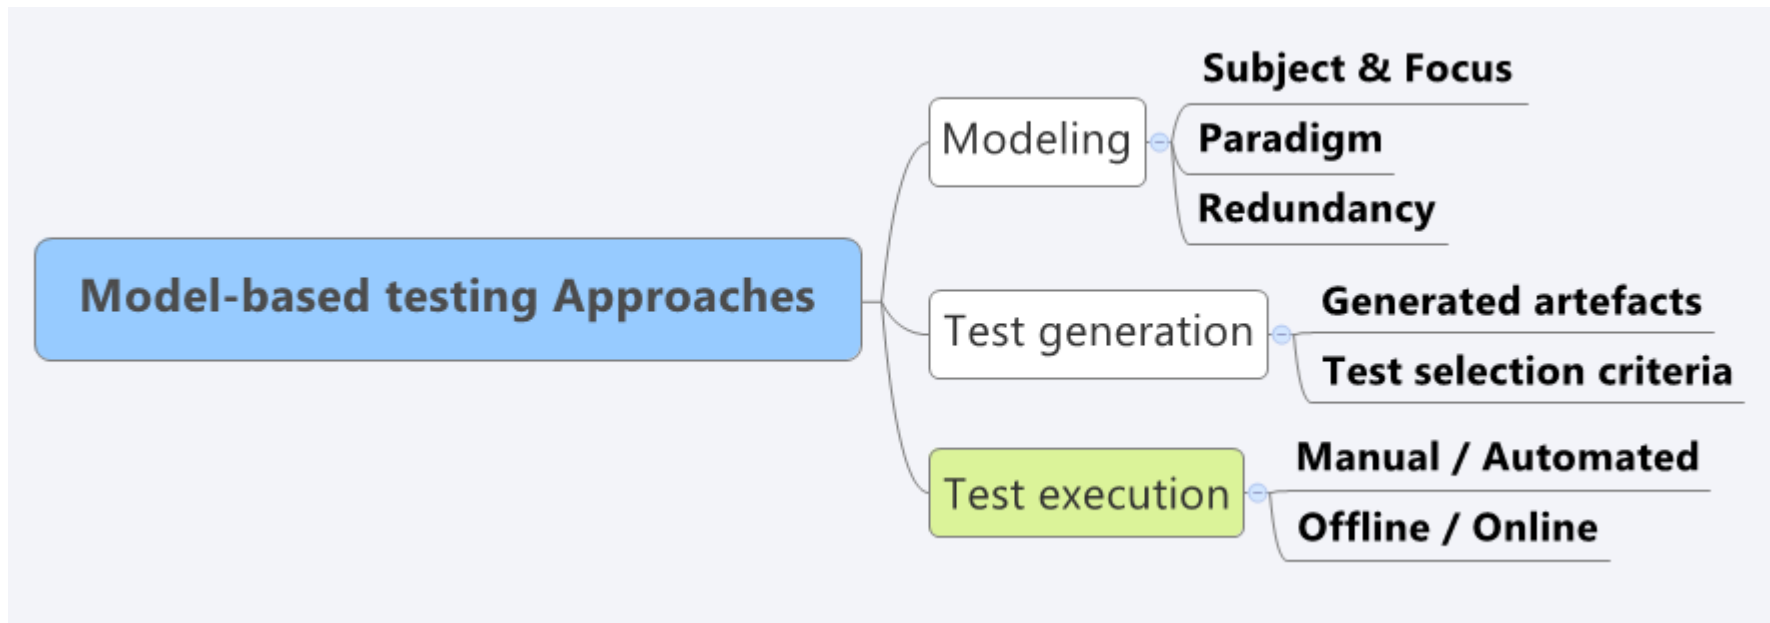 Model-based testing Approaches
Modeling
Subject & Focus
Paradigm
Redundancy
Test generation
Generated artefacts
Test selection criteria
Test execution
Manual / Automated
Offline / Online